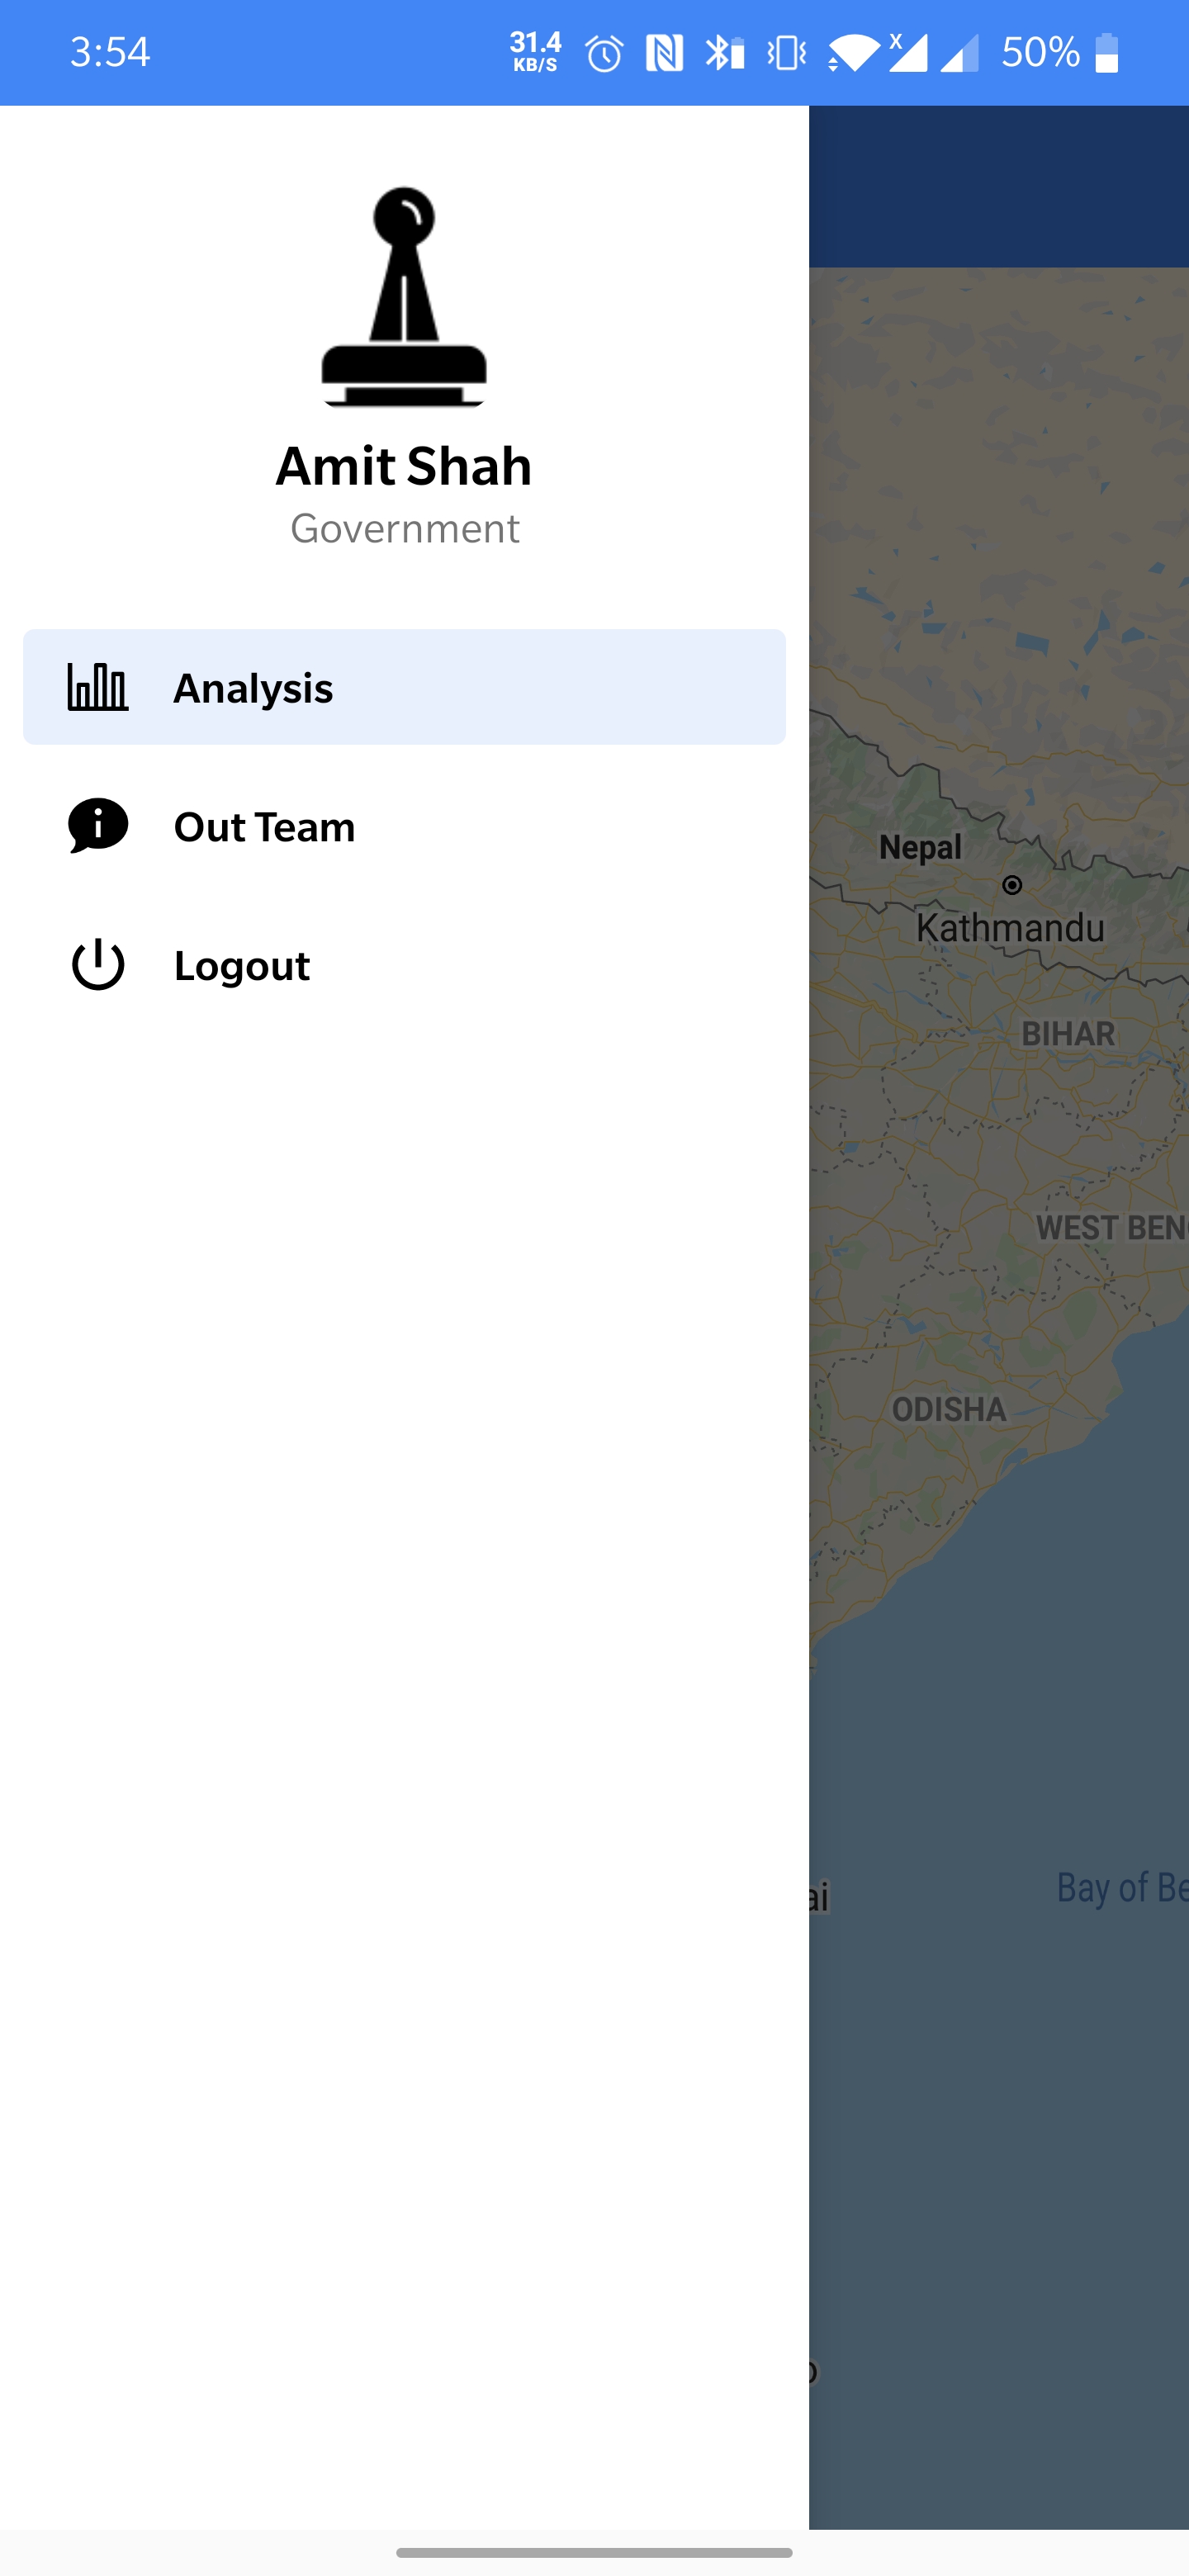 3:54
31.4
KB/S
X
50%
Amit Shah
Government
Analysis
Out Team
Logout
Nepal
Kathmandu
BIHAR
WEST BEN
ODISHA
ai
Bay of Be